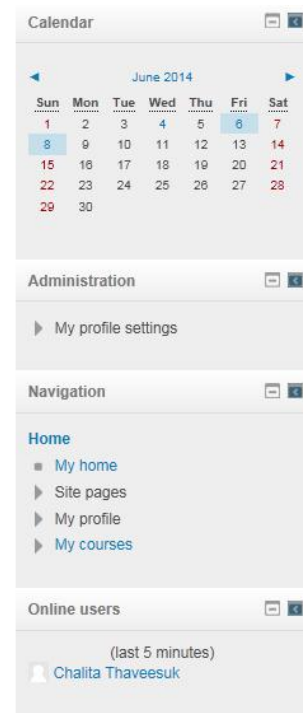 Calendar
June 2014
Sun Mon Tue Wed Thu Fri Sat
1 2 3 4 5 6 7
8 9 10 11 12 13 14
15 16 17 18 19 20 21
22 23 24 25 26 27 28
29 30
Administration
My profile settings
Navigation
Home
My home
Site pages
My profile
My courses
Online users
(last 5 minutes)
Chalita Thaveesuk